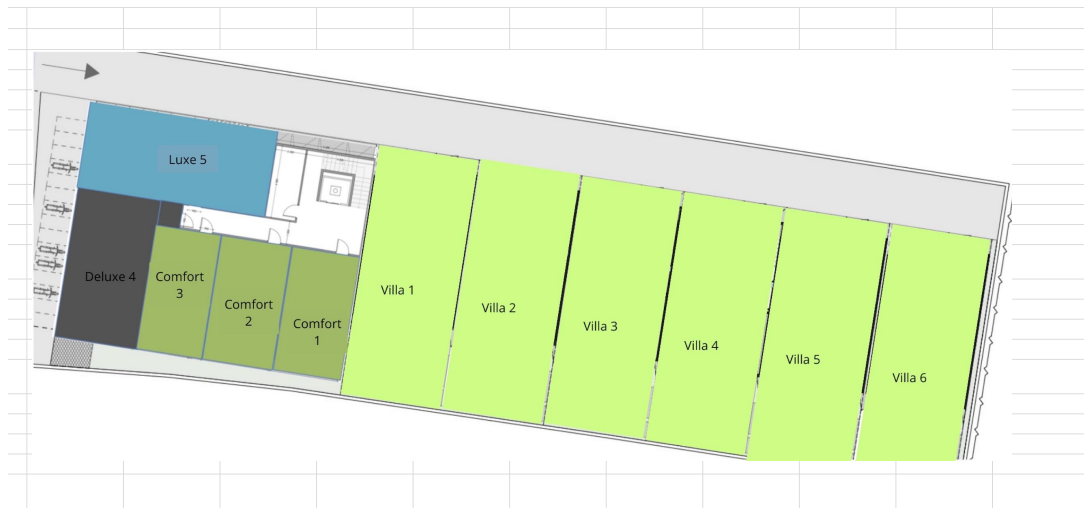 Luxe 5
Deluxe 4
Comfort
3
Comfort
2
Comfort
1
Villa 1
Villa 2
Villa 3
Villa 4
Villa 5
Villa 6